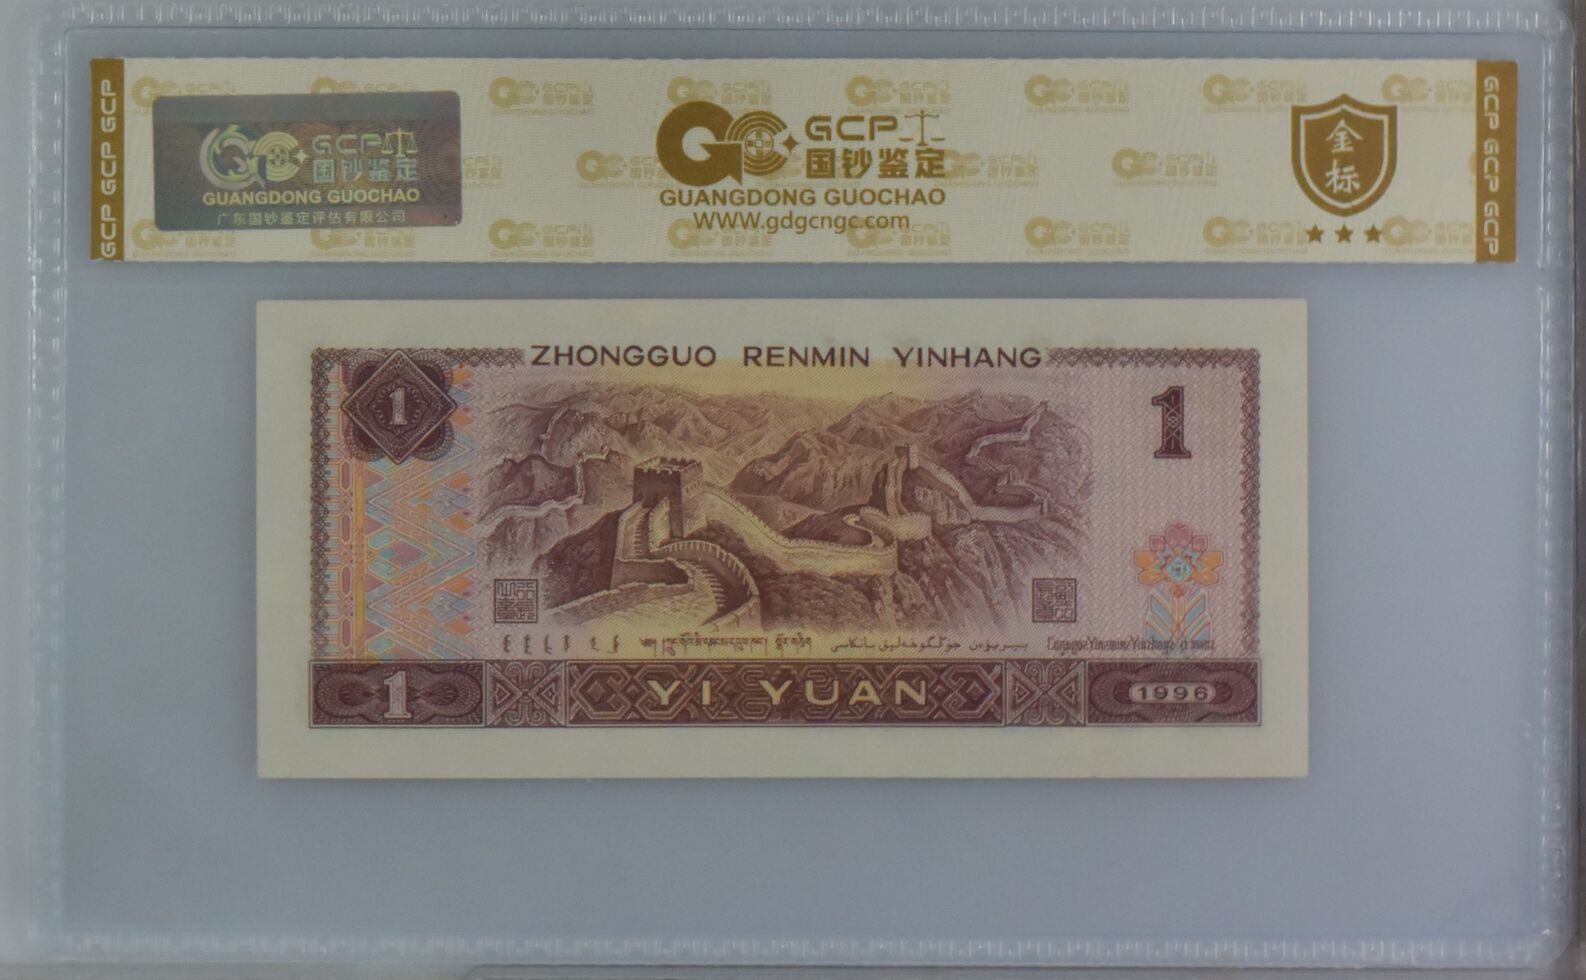 GCP GCP GCP
GCP
国钞鉴定
GUANGDONG GUOCHAO
广东国钞鉴定评估有限公司
GCP
国钞鉴定
GUANGDONG GUOCHAO
WWW.gdgcngc.com
金
标
GCP GCP GCP
ZHONGGUO RENMIN YINHANG
1
1
1
YI YUAN
1996